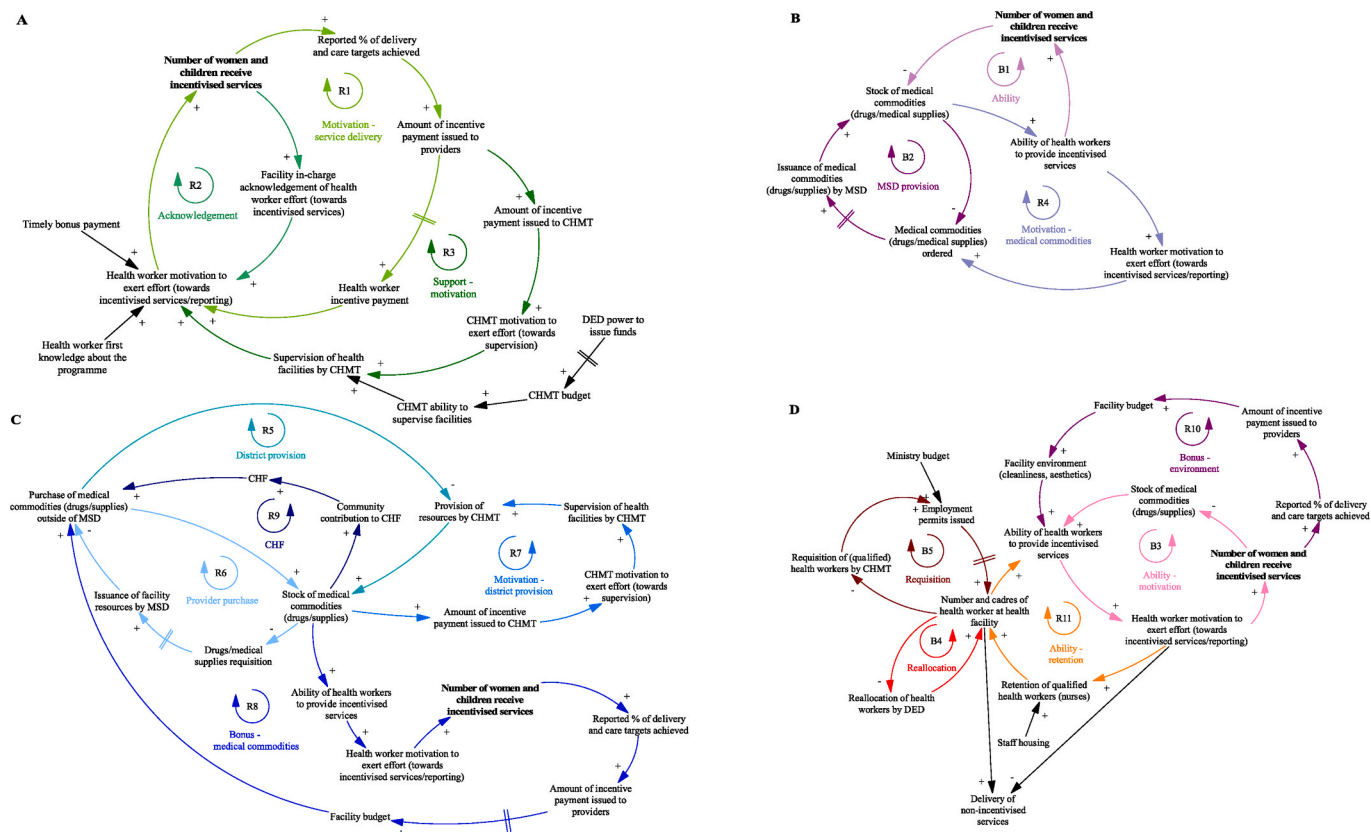 A
Number of women and
children receive
incentivised services
Reported % of delivery
and care targets achieved
R1
Motivation -
service delivery
Amount of incentive
payment issued to
providers
R2
Acknowledgement
Facility in-charge
acknowledgement of health
worker effort (towards
incentivised services)
Amount of incentive
payment issued to CHMT
Timely bonus payment
R3
Support -
motivation
Health worker motivation to
exert effort (towards
incentivised services/reporting)
Health worker
incentive payment
CHMT motivation to
exert effort (towards
supervision)
DED power to
issue funds
Health worker first
knowledge about the
programme
Supervision of health
facilities by CHMT
CHMT ability to
supervise facilities
CHMT budget
B
Number of women and
children receive
incentivised services
B1
Ability
Stock of medical
commodities
(drugs/medical supplies)
Ability of health workers
to provide incentivised
services
B2
MSD provision
Issuance of medical
commodities
(drugs/supplies) by MSD
R4
Motivation -
medical commodities
Medical commodities
(drugs/medical supplies)
ordered
Health worker motivation to
exert effort (towards
incentivised services/reporting)
C
R5
District provision
CHF
Purchase of medical
commodities (drugs/supplies)
outside of MSD
R9
CHF
Community
contribution to CHF
Provision of
resources by CHMT
Supervision of health
facilities by CHMT
R6
Provider purchase
R7
Motivation -
district provision
Issuance of facility
resources by MSD
Stock of medical
commodities
(drugs/supplies)
Amount of incentive
payment issued to CHMT
CHMT motivation to
exert effort (towards
supervision)
Drugs/medical
supplies requisition
R8
Bonus -
medical commodities
Ability of health workers
to provide incentivised
services
Number of women and
children receive
incentivised services
Reported % of delivery
and care targets achieved
Health worker motivation to
exert effort (towards
incentivised services/reporting)
Amount of incentive
payment issued to
providers
Facility budget
D
Facility budget
Amount of incentive
payment issued to
providers
R10
Bonus -
environment
Ministry budget
Facility environment
(cleanliness, aesthetics)
Employment
permits issued
Stock of medical
commodities
(drugs/supplies)
Reported % of delivery
and care targets achieved
Ability of health workers
to provide incentivised
services
B3
Ability -
motivation
Number of women and
children receive
incentivised services
B5
Requisition
Requisition of (qualified)
health workers by CHMT
Number and cadres of
health worker at health
facility
R11
Ability -
retention
Health worker motivation to
exert effort (towards
incentivised services/reporting)
B4
Reallocation
Reallocation of health
workers by DED
Retention of qualified
health workers (nurses)
Staff housing
Delivery of
non-incentivised
services